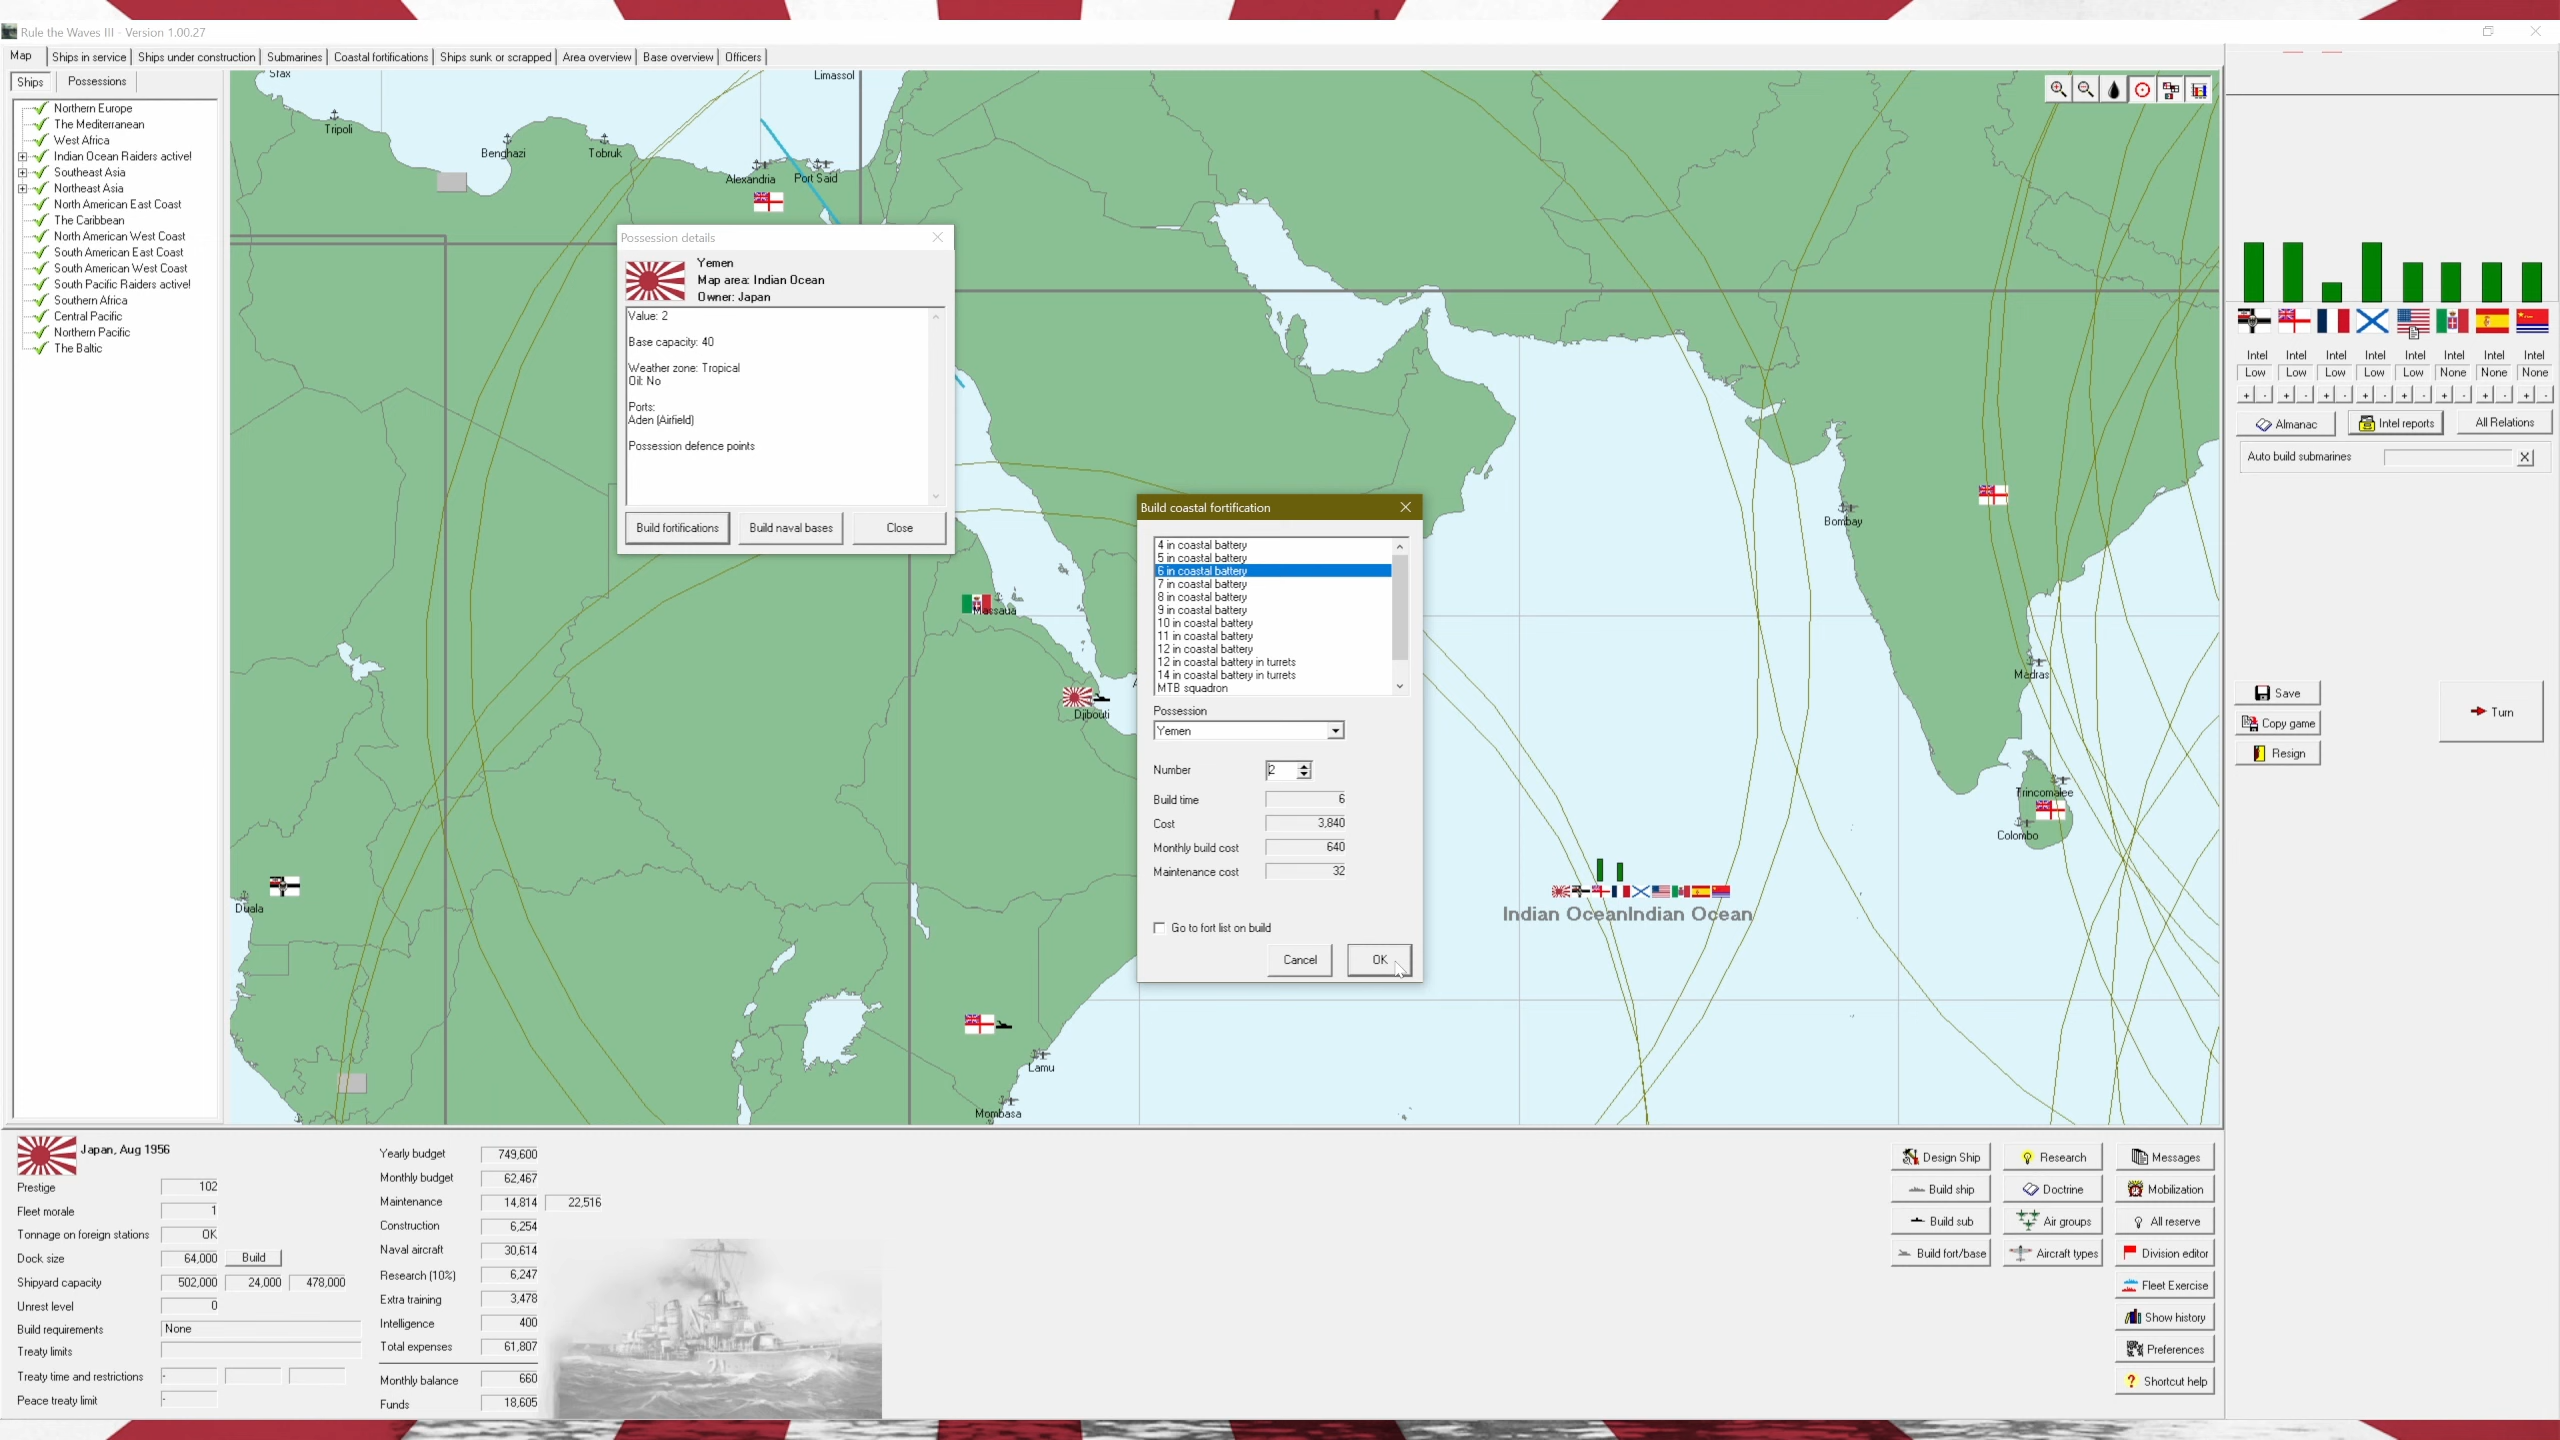 Rule the Waves III - Version 1.00.27
Map Ships in service Ships under construction Submarines Coastal fortifications Ships sunk or scrapped Area overview Base overview Officers
Ships Possessions
Northern Europe
The Mediterranean
West Africa
Indian Ocean Raiders active!
Southeast Asia
Northeast Asia
North American East Coast
The Caribbean
North American West Coast
South American East Coast
South American West Coast
South Pacific Raiders active!
Southern Africa
Central Pacific
Northern Pacific
The Baltic
Sfax
Limassol
Tripoli
Benghazi
Tobruk
Alexandria
Port Said
Massaua
Djibouti
Duala
Lamu
Mombasa
Bombay
Madras
Trincomalee
Colombo
Indian OceanIndian Ocean
Possession details
Yemen
Map area: Indian Ocean
Owner: Japan
Value: 2
Base capacity: 40
Weather zone: Tropical
Oil: No
Ports:
Aden (Airfield)
Possession defence points
Build fortifications Build naval bases Close
Build coastal fortification
4 in coastal battery
5 in coastal battery
6 in coastal battery
7 in coastal battery
8 in coastal battery
9 in coastal battery
10 in coastal battery
11 in coastal battery
12 in coastal battery
12 in coastal battery in turrets
14 in coastal battery in turrets
MTB squadron
Possession
Yemen
Number 2
Build time 6
Cost 3,840
Monthly build cost 640
Maintenance cost 32
Go to fort list on build
Cancel OK
Intel Intel Intel Intel Intel Intel Intel Intel
Low Low Low Low Low None None None
+ - + - + - + - + - + - + - + -
Almanac Intel reports All Relations
Auto build submarines X
Save
Copy game
Resign
Turn
Japan, Aug 1956
Prestige 102
Fleet morale 1
Tonnage on foreign stations OK
Dock size 64,000 Build
Shipyard capacity 502,000 24,000 478,000
Unrest level 0
Build requirements None
Treaty limits
Treaty time and restrictions -
Peace treaty limit -
Yearly budget 749,600
Monthly budget 62,467
Maintenance 14,814 22,516
Construction 6,254
Naval aircraft 30,614
Research (10%) 6,247
Extra training 3,478
Intelligence 400
Total expenses 61,807
Monthly balance 660
Funds 18,605
Design Ship Research Messages
Build ship Doctrine Mobilization
Build sub Air groups All reserve
Build fort/base Aircraft types Division editor
Fleet Exercise
Show history
Preferences
Shortcut help